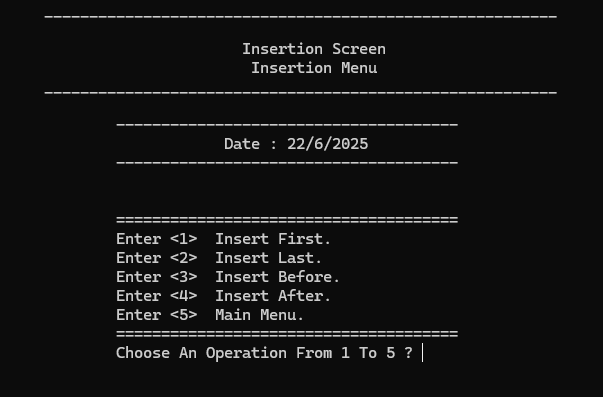 ---------------------------------------------------------
Insertion Screen
Insertion Menu
---------------------------------------------------------
--------------------------------------
Date : 22/6/2025
--------------------------------------
======================================
Enter <1>  Insert First.
Enter <2>  Insert Last.
Enter <3>  Insert Before.
Enter <4>  Insert After.
Enter <5>  Main Menu.
======================================
Choose An Operation From 1 To 5 ?